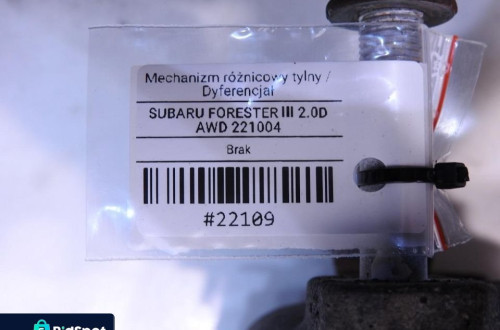 Mechanizm różnicowy tylny /
Dyferencjał
SUBARU FORESTER III 2.0D
AWD 221004
Brak
#22109